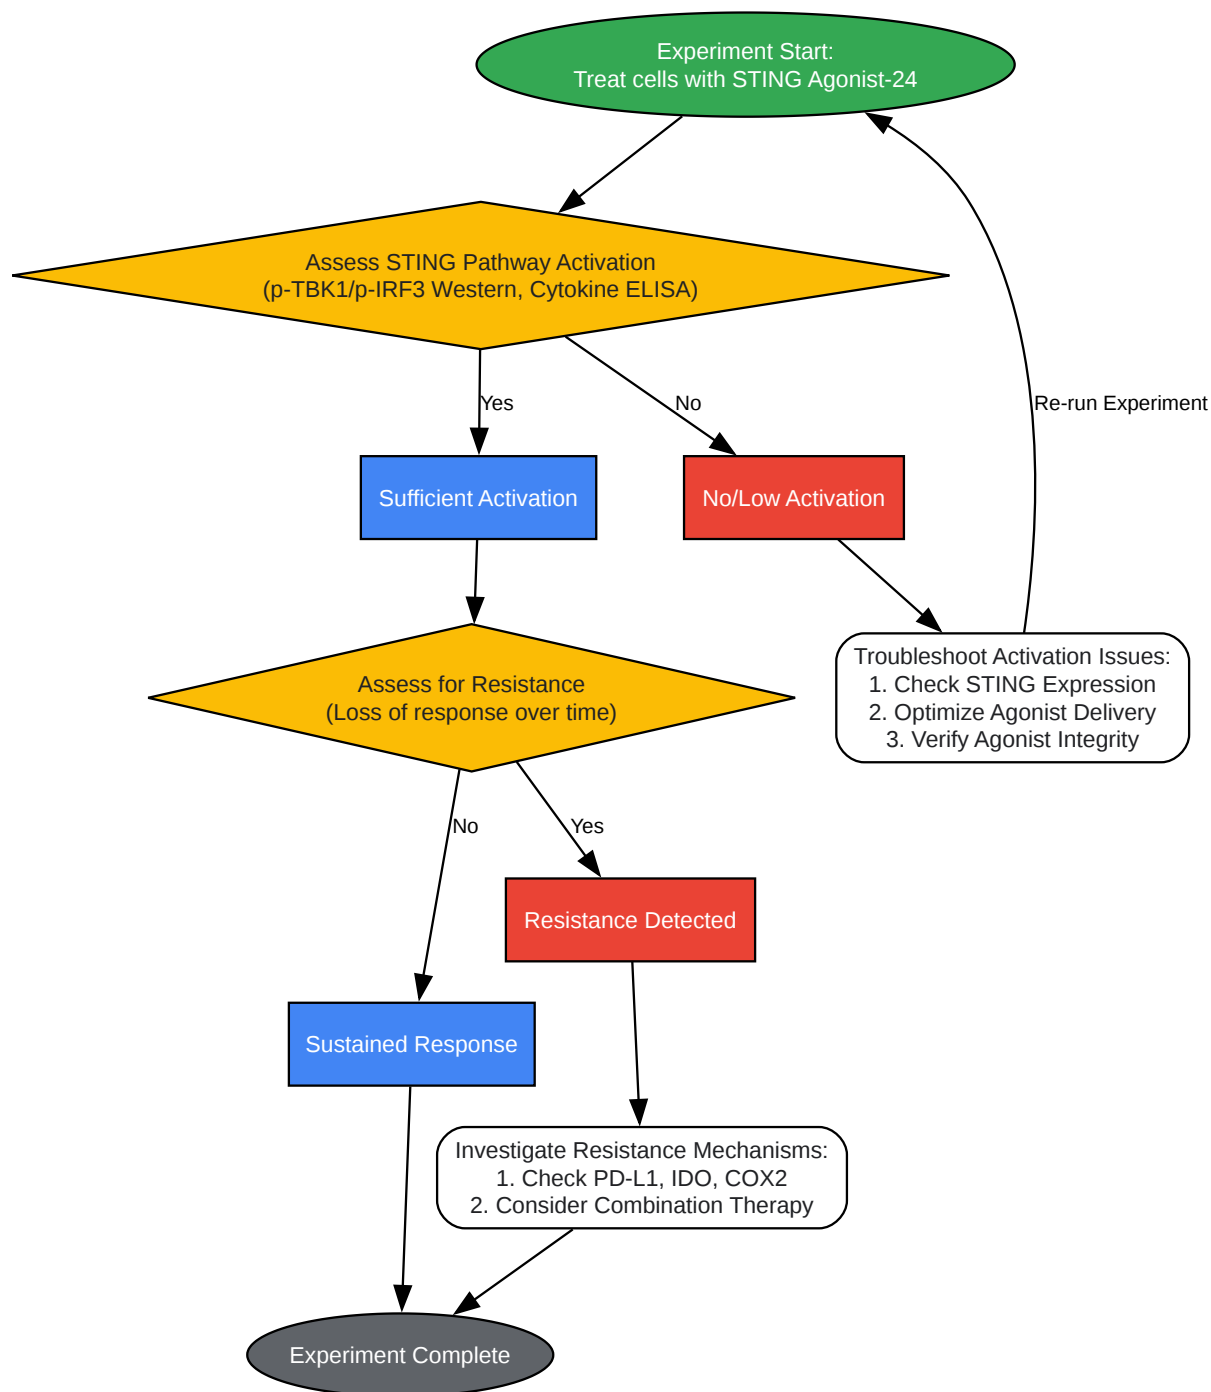 Experiment Start:
Treat cells with STING Agonist-24
Assess STING Pathway Activation
(p-TBK1/p-IRF3 Western, Cytokine ELISA)
Yes
No
Re-run Experiment
Sufficient Activation
No/Low Activation
Troubleshoot Activation Issues:
1. Check STING Expression
2. Optimize Agonist Delivery
3. Verify Agonist Integrity
Assess for Resistance
(Loss of response over time)
No
Yes
Resistance Detected
Sustained Response
Investigate Resistance Mechanisms:
1. Check PD-L1, IDO, COX2
2. Consider Combination Therapy
Experiment Complete